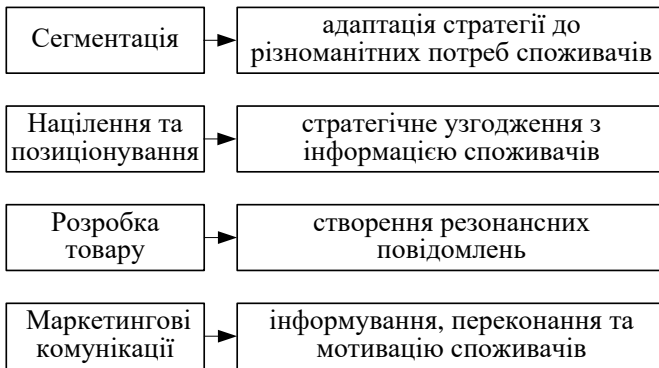 Сегментація
адаптація стратегії до
різноманітних потреб споживачів
Націлення та
позиціонування
стратегічне узгодження з
інформацією споживачів
Розробка
товару
створення резонансних
повідомлень
Маркетингові
комунікації
інформування, переконання та
мотивацію споживачів